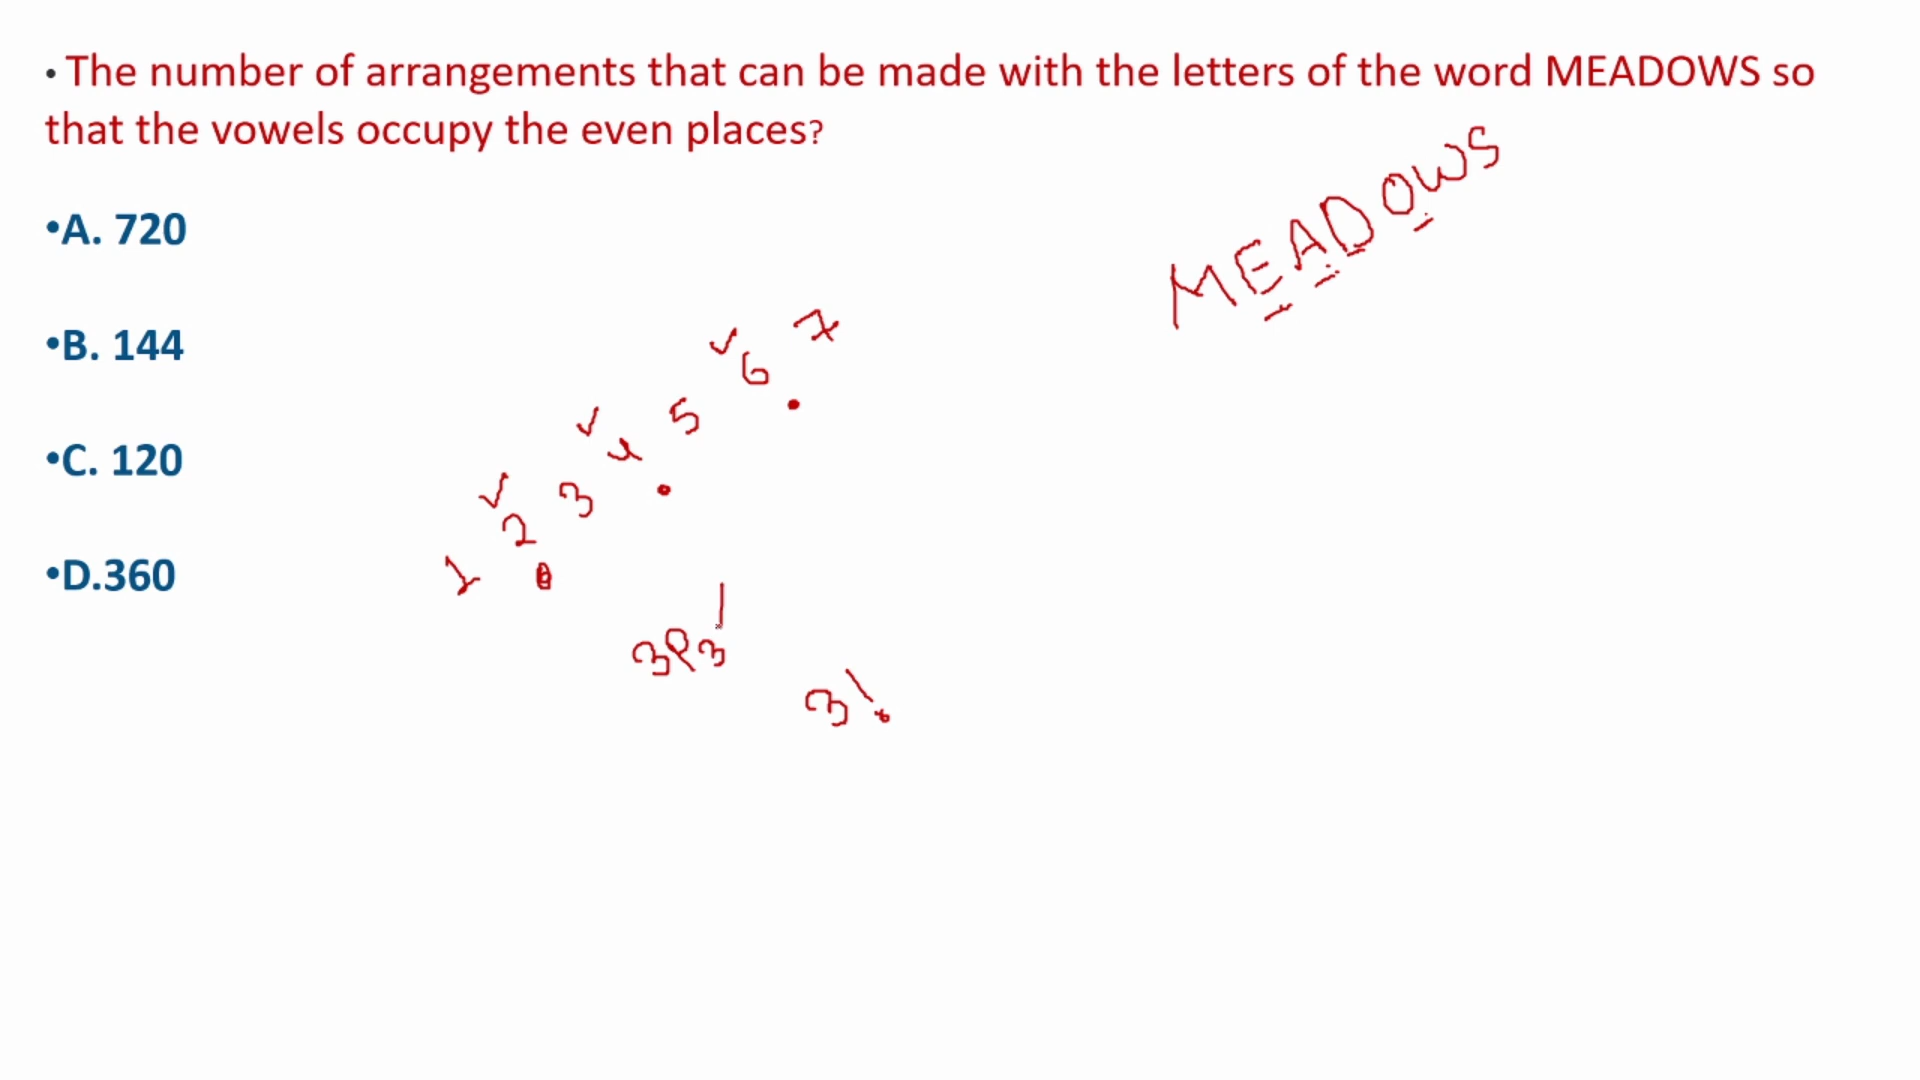 • The number of arrangements that can be made with the letters of the word MEADOWS so
that the vowels occupy the even places?
MEADOWS
•A. 720
•B. 144
•C. 120
•D.360
1 2 3 4 5 6 7
3P3
3!